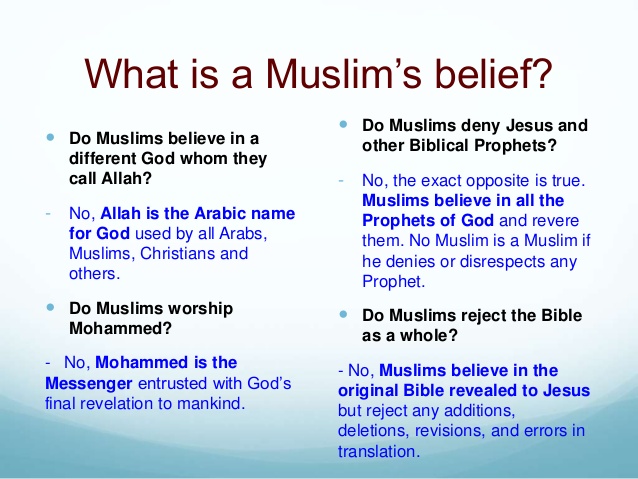 What is a Muslim’s belief?
• Do Muslims believe in a
different God whom they
call Allah?
- No, Allah is the Arabic name
for God used by all Arabs,
Muslims, Christians and
others.
• Do Muslims worship
Mohammed?
- No, Mohammed is the
Messenger entrusted with God’s
final revelation to mankind.
• Do Muslims deny Jesus and
other Biblical Prophets?
- No, the exact opposite is true.
Muslims believe in all the
Prophets of God and revere
them. No Muslim is a Muslim if
he denies or disrespects any
Prophet.
• Do Muslims reject the Bible
as a whole?
- No, Muslims believe in the
original Bible revealed to Jesus
but reject any additions,
deletions, revisions, and errors in
translation.